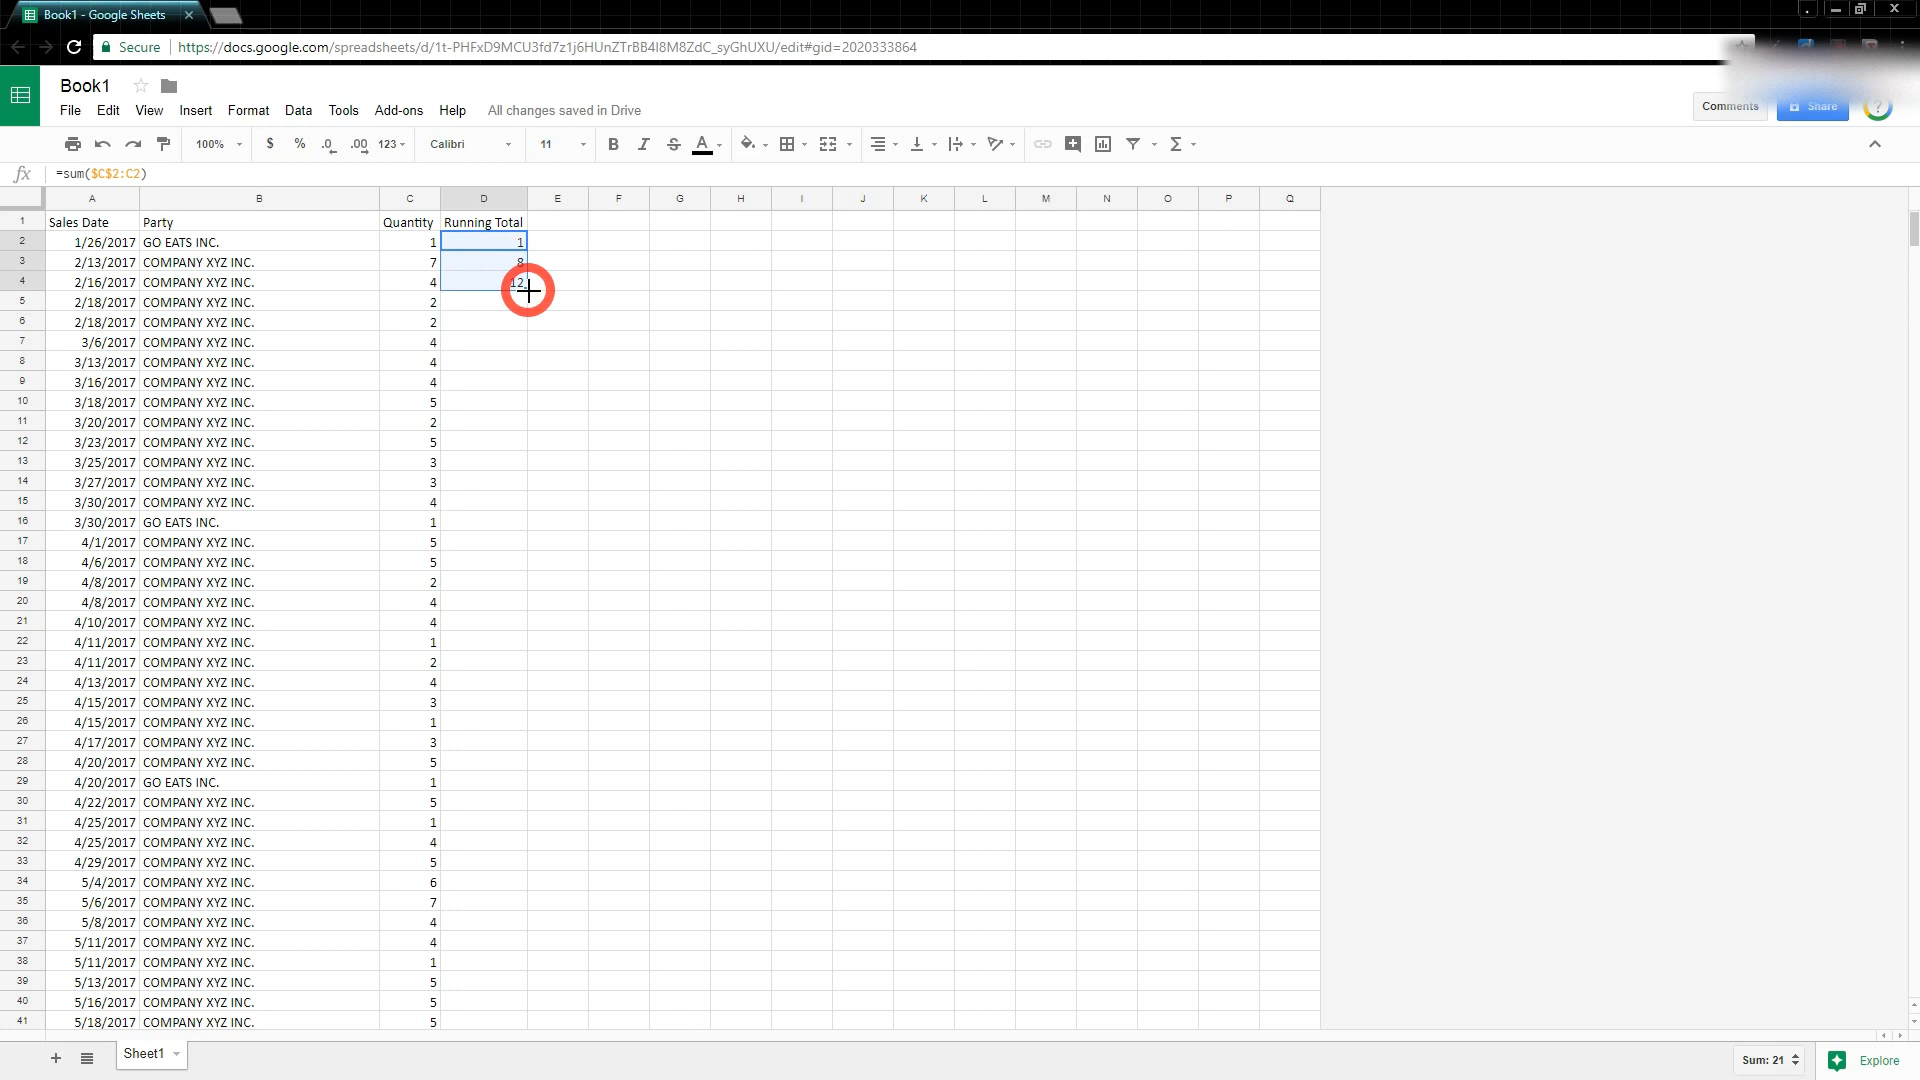 Book1 - Google Sheets
Secure https://docs.google.com/spreadsheets/d/1t-PHFxD9MCU3fd7z1j6HUnZTrBB4I8M8ZdC_syGhUXU/edit#gid=2020333864
Book1
File Edit View Insert Format Data Tools Add-ons Help All changes saved in Drive
Comments Share ?
100% $ % .0 .00 123 Calibri 11 B I S A Σ
fx =sum($C$2:C2)
A B C D E F G H I J K L M N O P Q
1 Sales Date Party Quantity Running Total
2 1/26/2017 GO EATS INC. 1 1
3 2/13/2017 COMPANY XYZ INC. 7 8
4 2/16/2017 COMPANY XYZ INC. 4 12
5 2/18/2017 COMPANY XYZ INC. 2
6 2/18/2017 COMPANY XYZ INC. 2
7 3/6/2017 COMPANY XYZ INC. 4
8 3/13/2017 COMPANY XYZ INC. 4
9 3/16/2017 COMPANY XYZ INC. 4
10 3/18/2017 COMPANY XYZ INC. 5
11 3/20/2017 COMPANY XYZ INC. 2
12 3/23/2017 COMPANY XYZ INC. 5
13 3/25/2017 COMPANY XYZ INC. 3
14 3/27/2017 COMPANY XYZ INC. 3
15 3/30/2017 COMPANY XYZ INC. 4
16 3/30/2017 GO EATS INC. 1
17 4/1/2017 COMPANY XYZ INC. 5
18 4/6/2017 COMPANY XYZ INC. 5
19 4/8/2017 COMPANY XYZ INC. 2
20 4/8/2017 COMPANY XYZ INC. 4
21 4/10/2017 COMPANY XYZ INC. 4
22 4/11/2017 COMPANY XYZ INC. 1
23 4/11/2017 COMPANY XYZ INC. 2
24 4/13/2017 COMPANY XYZ INC. 4
25 4/15/2017 COMPANY XYZ INC. 3
26 4/15/2017 COMPANY XYZ INC. 1
27 4/17/2017 COMPANY XYZ INC. 3
28 4/20/2017 COMPANY XYZ INC. 5
29 4/20/2017 GO EATS INC. 1
30 4/22/2017 COMPANY XYZ INC. 5
31 4/25/2017 COMPANY XYZ INC. 1
32 4/25/2017 COMPANY XYZ INC. 4
33 4/29/2017 COMPANY XYZ INC. 5
34 5/4/2017 COMPANY XYZ INC. 6
35 5/6/2017 COMPANY XYZ INC. 7
36 5/8/2017 COMPANY XYZ INC. 4
37 5/11/2017 COMPANY XYZ INC. 4
38 5/11/2017 COMPANY XYZ INC. 1
39 5/13/2017 COMPANY XYZ INC. 5
40 5/16/2017 COMPANY XYZ INC. 5
41 5/18/2017 COMPANY XYZ INC. 5
Sheet1 Sum: 21 Explore